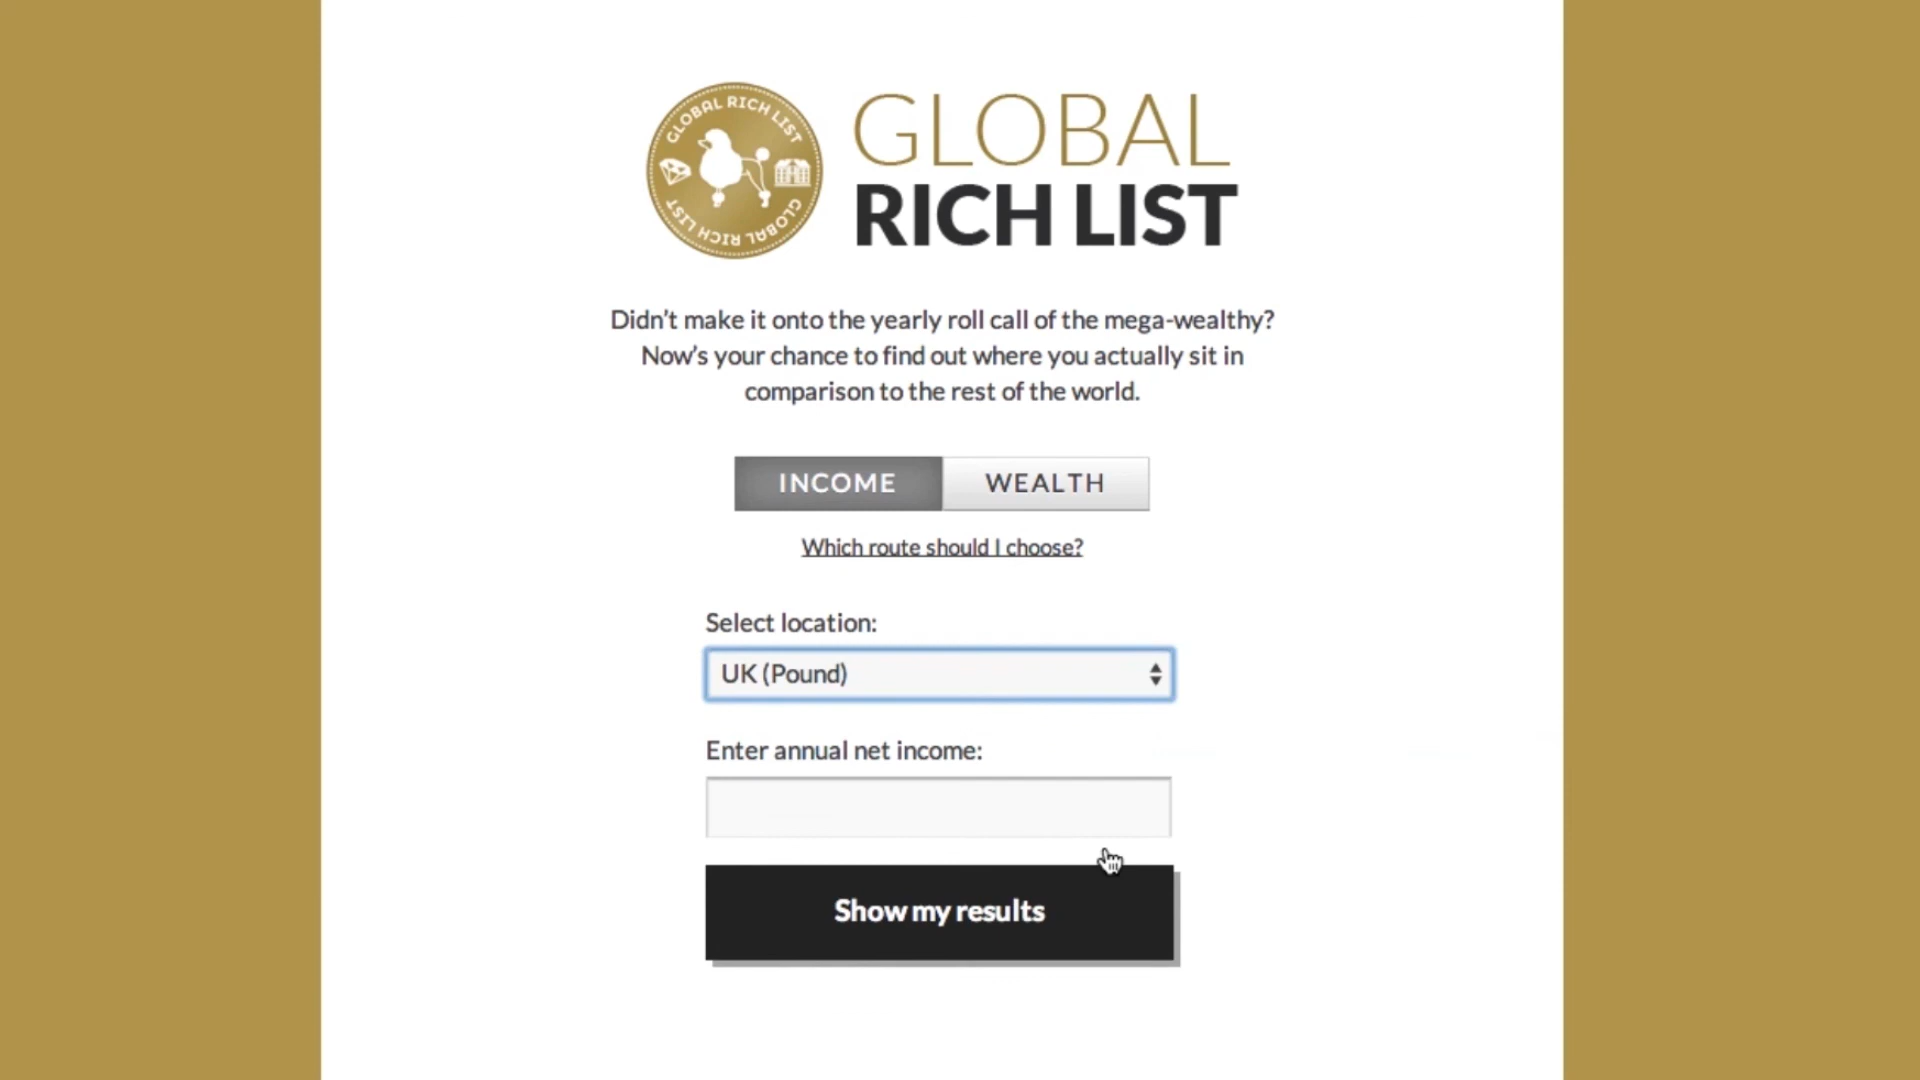 GLOBAL RICH LIST
GLOBAL RICH LIST
GLOBAL
RICH LIST
Didn't make it onto the yearly roll call of the mega-wealthy?
Now's your chance to find out where you actually sit in
comparison to the rest of the world.
INCOME
WEALTH
Which route should I choose?
Select location:
UK (Pound)
Enter annual net income:
Show my results